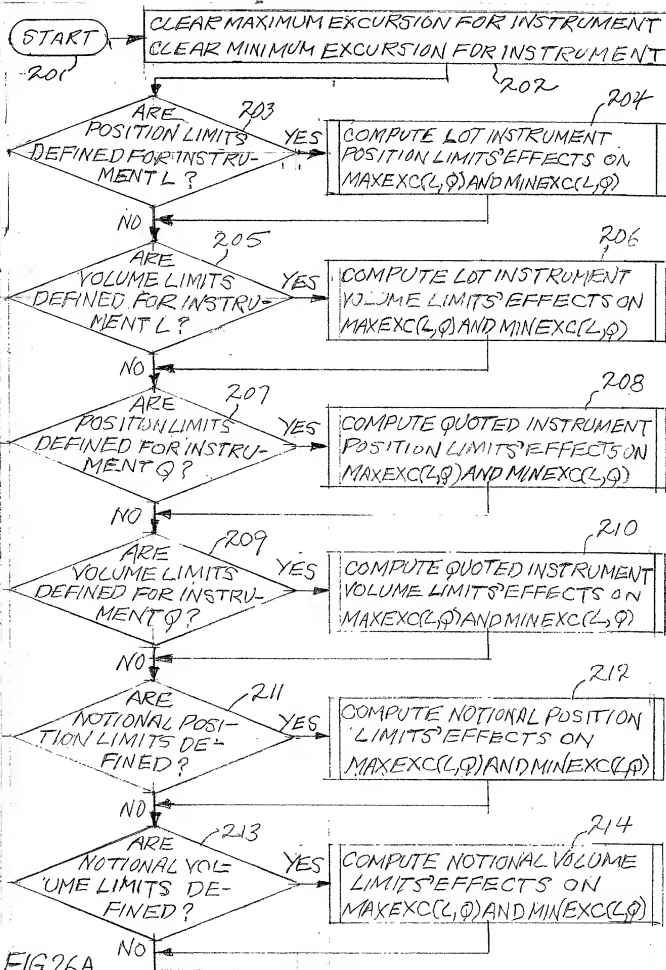 START
201
CLEAR MAXIMUM EXCURSION FOR INSTRUMENT
CLEAR MINIMUM EXCURSION FOR INSTRUMENT
202
ARE
POSITION LIMITS
DEFINED FOR INSTRU-
MENT L?
203
YES
NO
COMPUTE LOT INSTRUMENT
POSITION LIMITS' EFFECTS ON
MAXEXC(L,Q) AND MINEXC(L,Q)
204
ARE
VOLUME LIMITS
DEFINED FOR INSTRU-
MENT L?
205
YES
NO
COMPUTE LOT INSTRUMENT
VOLUME LIMITS' EFFECTS ON
MAXEXC(L,Q) AND MINEXC(L,Q)
206
ARE
POSITION LIMITS
DEFINED FOR INSTRU-
MENT Q?
207
YES
NO
COMPUTE QUOTED INSTRUMENT
POSITION LIMITS' EFFECTS ON
MAXEXC(L,Q) AND MINEXC(L,Q)
208
ARE
VOLUME LIMITS
DEFINED FOR INSTRU-
MENT Q?
209
YES
NO
COMPUTE QUOTED INSTRUMENT
VOLUME LIMITS' EFFECTS ON
MAXEXC(L,Q) AND MINEXC(L,Q)
210
ARE
NOTIONAL POSI-
TION LIMITS DE-
FINED?
211
YES
NO
COMPUTE NOTIONAL POSITION
LIMITS' EFFECTS ON
MAXEXC(L,Q) AND MINEXC(L,Q)
212
ARE
NOTIONAL VOL-
UME LIMITS DE-
FINED?
213
YES
NO
COMPUTE NOTIONAL VOLUME
LIMITS' EFFECTS ON
MAXEXC(L,Q) AND MINEXC(L,Q)
214
FIG26A